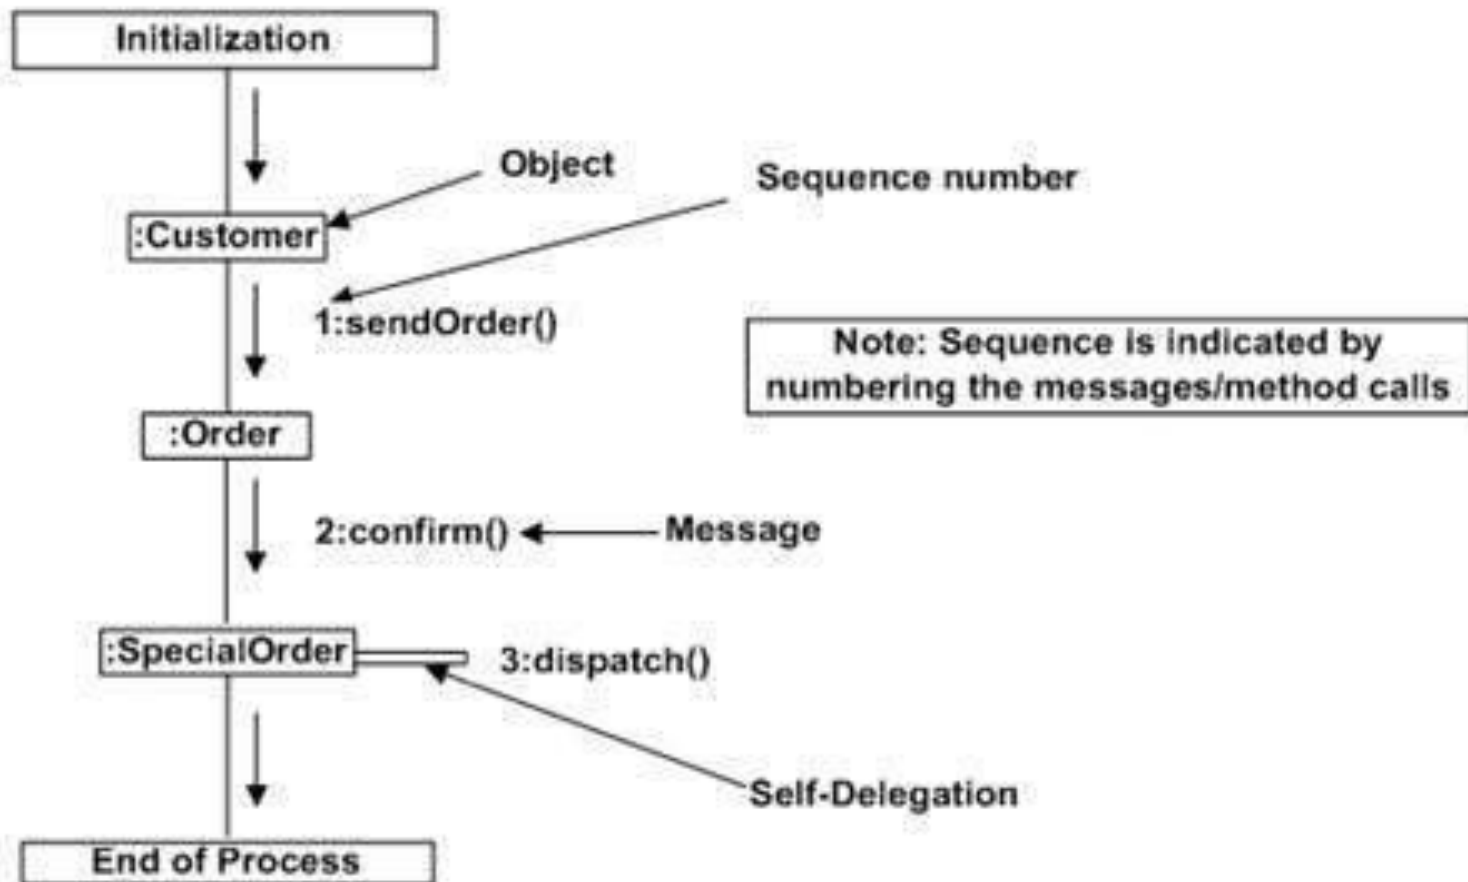 Initialization
Object
Sequence number
:Customer
1:sendOrder()
Note: Sequence is indicated by
numbering the messages/method calls
:Order
2:confirm()
Message
:SpecialOrder
3:dispatch()
Self-Delegation
End of Process